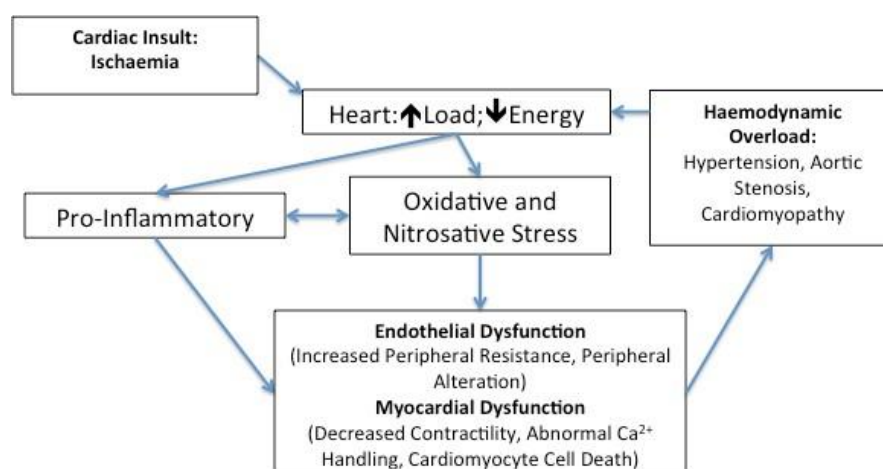 Cardiac Insult:
Ischaemia
Heart:↑Load;↓Energy
Haemodynamic
Overload:
Hypertension, Aortic
Stenosis,
Cardiomyopathy
Pro-Inflammatory
Oxidative and
Nitrosative Stress
Endothelial Dysfunction
(Increased Peripheral Resistance, Peripheral
Alteration)
Myocardial Dysfunction
(Decreased Contractility, Abnormal Ca²⁺
Handling, Cardiomyocyte Cell Death)